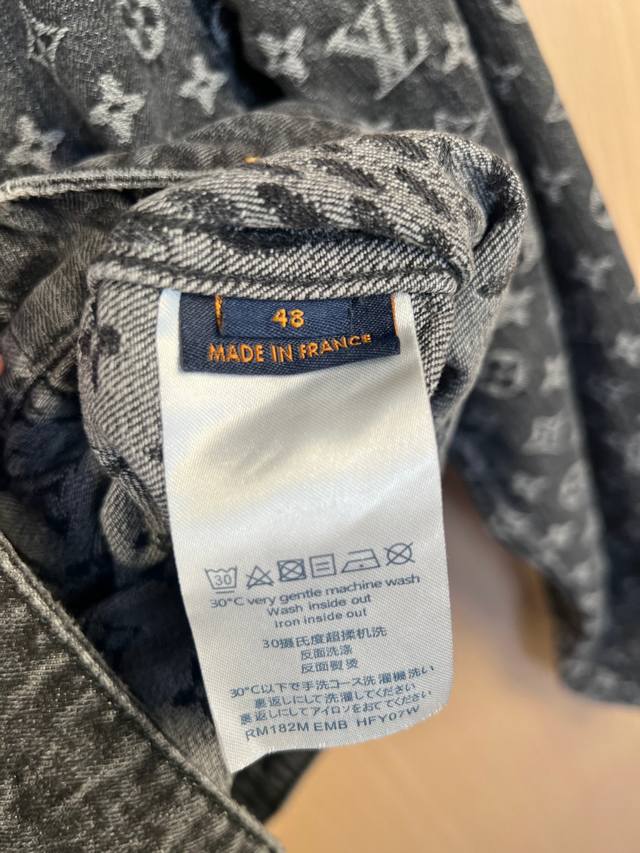 48
MADE IN FRANCE
30
30°C very gentle machine wash
Wash inside out
Iron inside out
30摄氏度超柔机洗
反面洗涤
反面熨烫
30°C以下で手洗コース洗濯機洗い
裏返しにして洗濯してください
裏返しにしてアイロンをおてください
RM182M EMB HFY07W